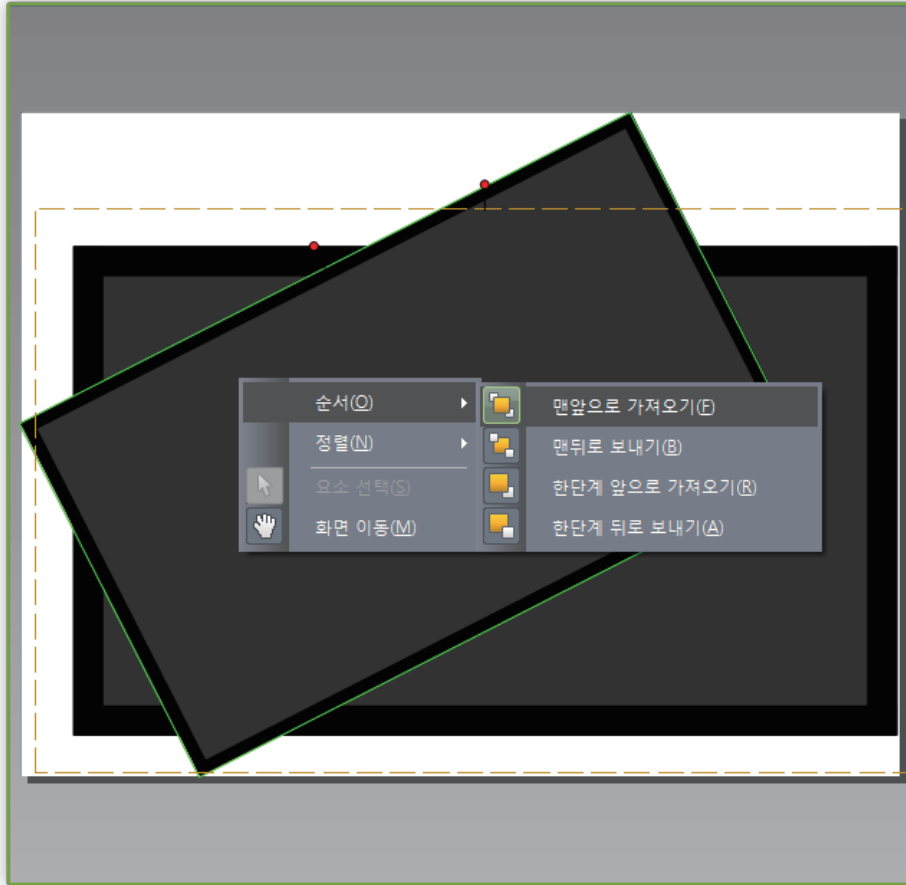 순서(O)
정렬(N)
요소 선택(S)
화면 이동(M)
맨앞으로 가져오기(F)
맨뒤로 보내기(B)
한단계 앞으로 가져오기(R)
한단계 뒤로 보내기(A)